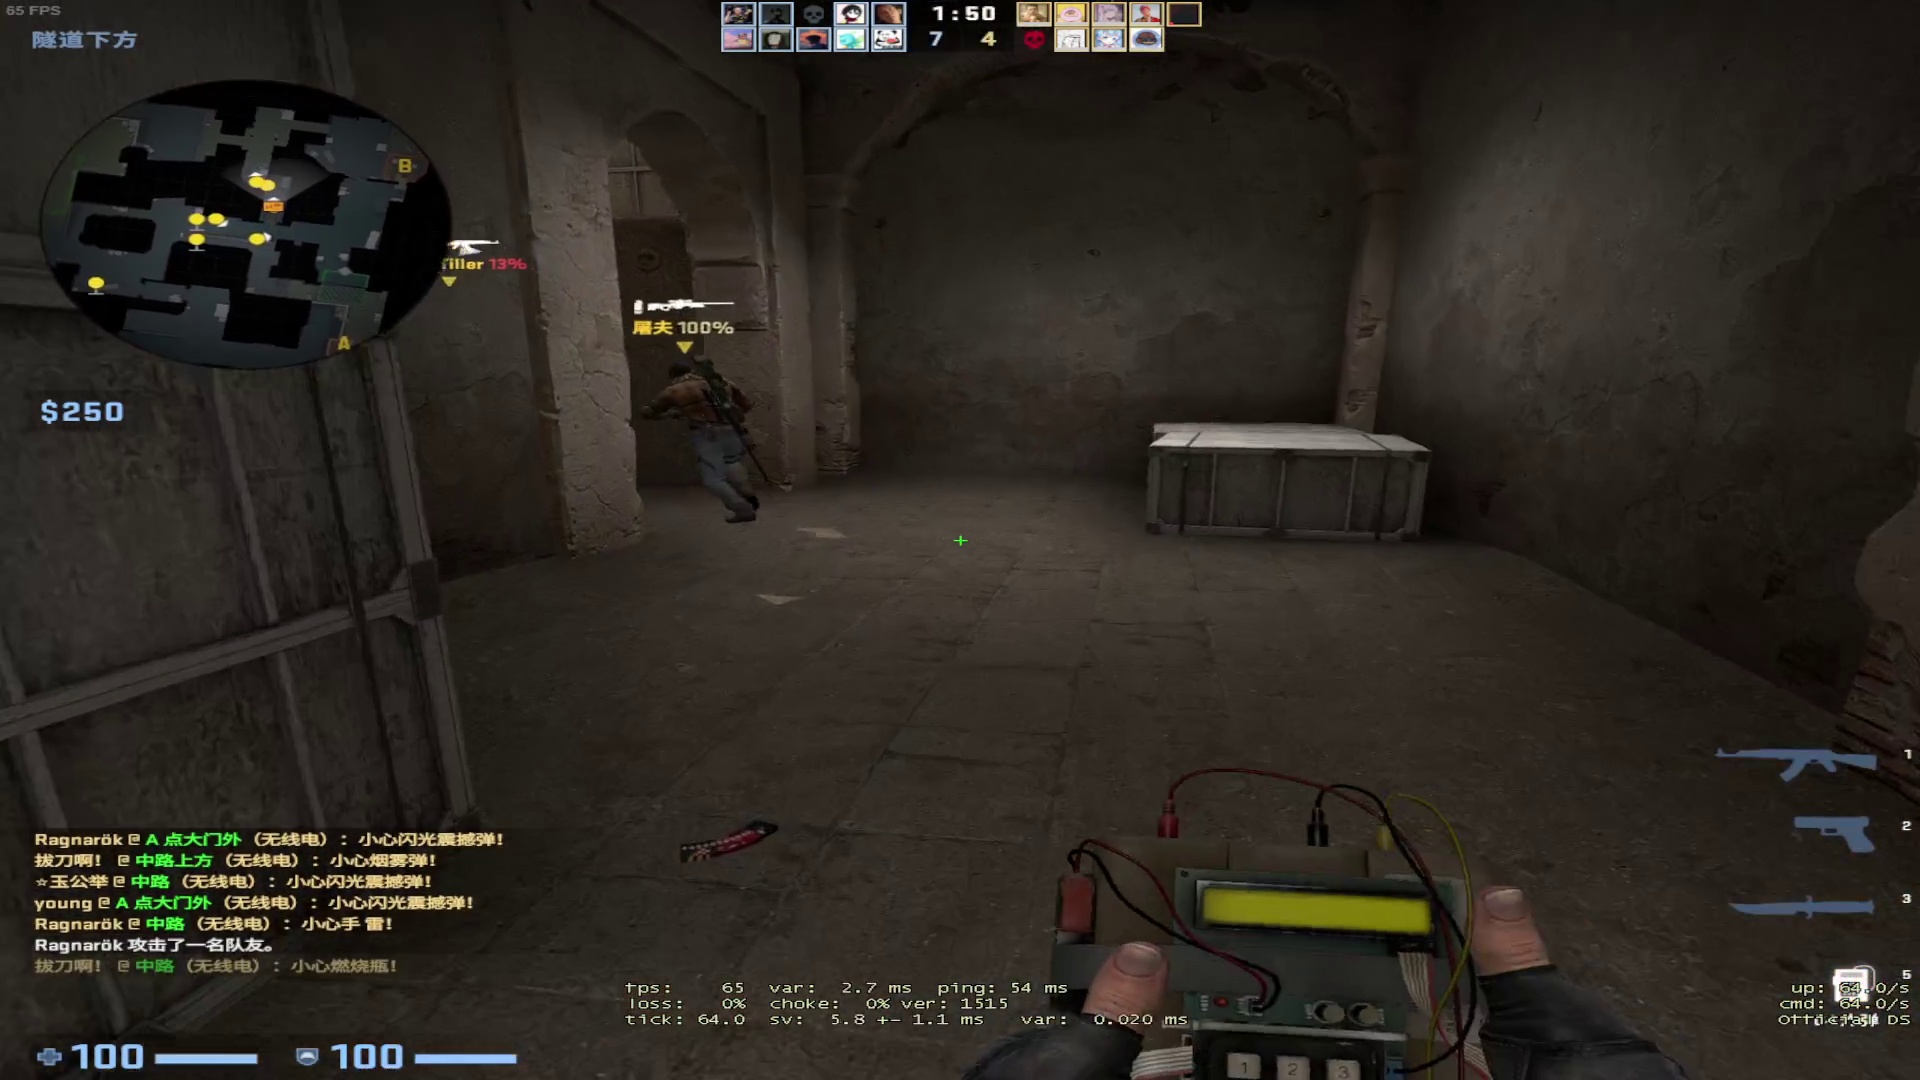 65 FPS
隧道下方
1:50
7 4
B
A
iller 13%
屠夫 100%
$250
1
2
3
5
Ragnarök @ A 点大门外 (无线电) : 小心闪光震撼弹!
拔刀啊! @ 中路上方 (无线电) : 小心烟雾弹!
☆玉公举 @ 中路 (无线电) : 小心闪光震撼弹!
young @ A 点大门外 (无线电) : 小心闪光震撼弹!
Ragnarök @ 中路 (无线电) : 小心手 雷!
Ragnarök 攻击了一名队友。
拔刀啊! @ 中路 (无线电) : 小心燃烧瓶!
fps: 65 var: 2.7 ms ping: 54 ms
loss: 0% choke: 0% ver: 1515
tick: 64.0 sv: 5.8 +- 1.1 ms var: 0.020 ms
up: 64.0/s
cmd: 64.0/s
Official DS
1 2 3
100 100